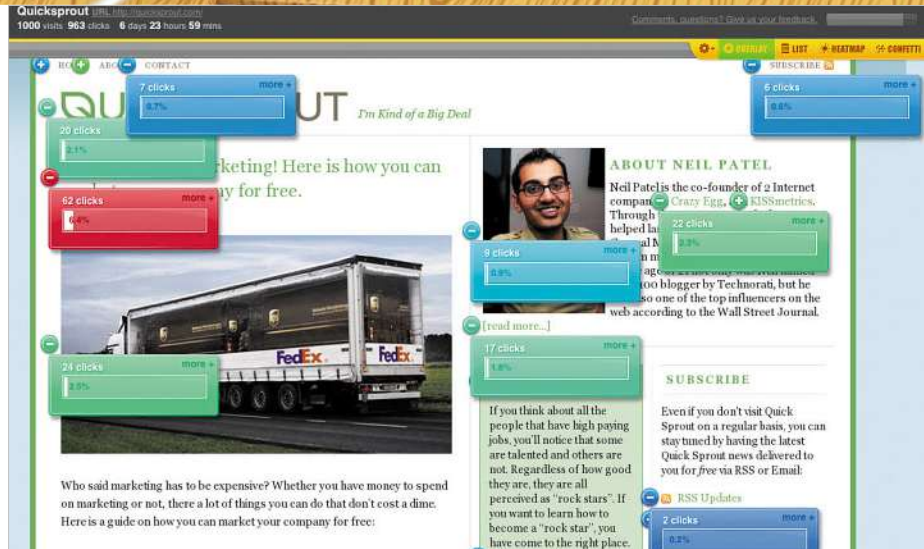 Quicksprout URL http://quicksprout.com/
1000 visits 963 clicks 6 days 23 hours 59 mins
Comments, questions? Give us your feedback.
OVERLAY LIST HEATMAP CONFETTI
HO ABO CONTACT
SUBSCRIBE
7 clicks more +
0.7%
6 clicks more +
0.6%
QU UT I'm Kind of a Big Deal
20 clicks
2.1%
rketing! Here is how you can
ny for free.
62 clicks more +
6.4%
ABOUT NEIL PATEL
Neil Patel is the co-founder of 2 Internet
compan Crazy Egg, KISSmetrics.
Through
helped la
22 clicks more +
2.3%
9 clicks more +
0.9%
100 blogger by Technorati, but he
so one of the top influencers on the
web according to the Wall Street Journal.
[read more...]
17 clicks more +
1.8%
FedEx FedEx
24 clicks more +
2.5%
SUBSCRIBE
If you think about all the
people that have high paying
jobs, you'll notice that some
are talented and others are
not. Regardless of how good
they are, they are all
perceived as "rock stars". If
you want to learn how to
become a "rock star", you
have come to the right place.
Even if you don't visit Quick
Sprout on a regular basis, you can
stay tuned by having the latest
Quick Sprout news delivered to
you for free via RSS or Email:
RSS Updates
2 clicks more +
0.2%
Who said marketing has to be expensive? Whether you have money to spend
on marketing or not, there a lot of things you can do that don't cost a dime.
Here is a guide on how you can market your company for free: